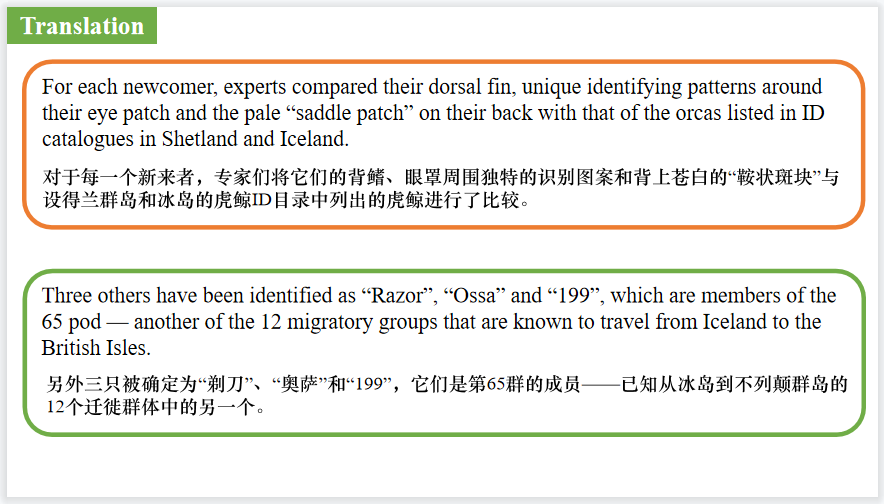 Translation
For each newcomer, experts compared their dorsal fin, unique identifying patterns around
their eye patch and the pale “saddle patch” on their back with that of the orcas listed in ID
catalogues in Shetland and Iceland.
对于每一个新来者，专家们将它们的背鳍、眼罩周围独特的识别图案和背上苍白的“鞍状斑块”与
设得兰群岛和冰岛的虎鲸ID目录中列出的虎鲸进行了比较。
Three others have been identified as “Razor”, “Ossa” and “199”, which are members of the
65 pod — another of the 12 migratory groups that are known to travel from Iceland to the
British Isles.
另外三只被确定为“剃刀”、“奥萨”和“199”，它们是第65群的成员——已知从冰岛到不列颠群岛的
12个迁徙群体中的另一个。